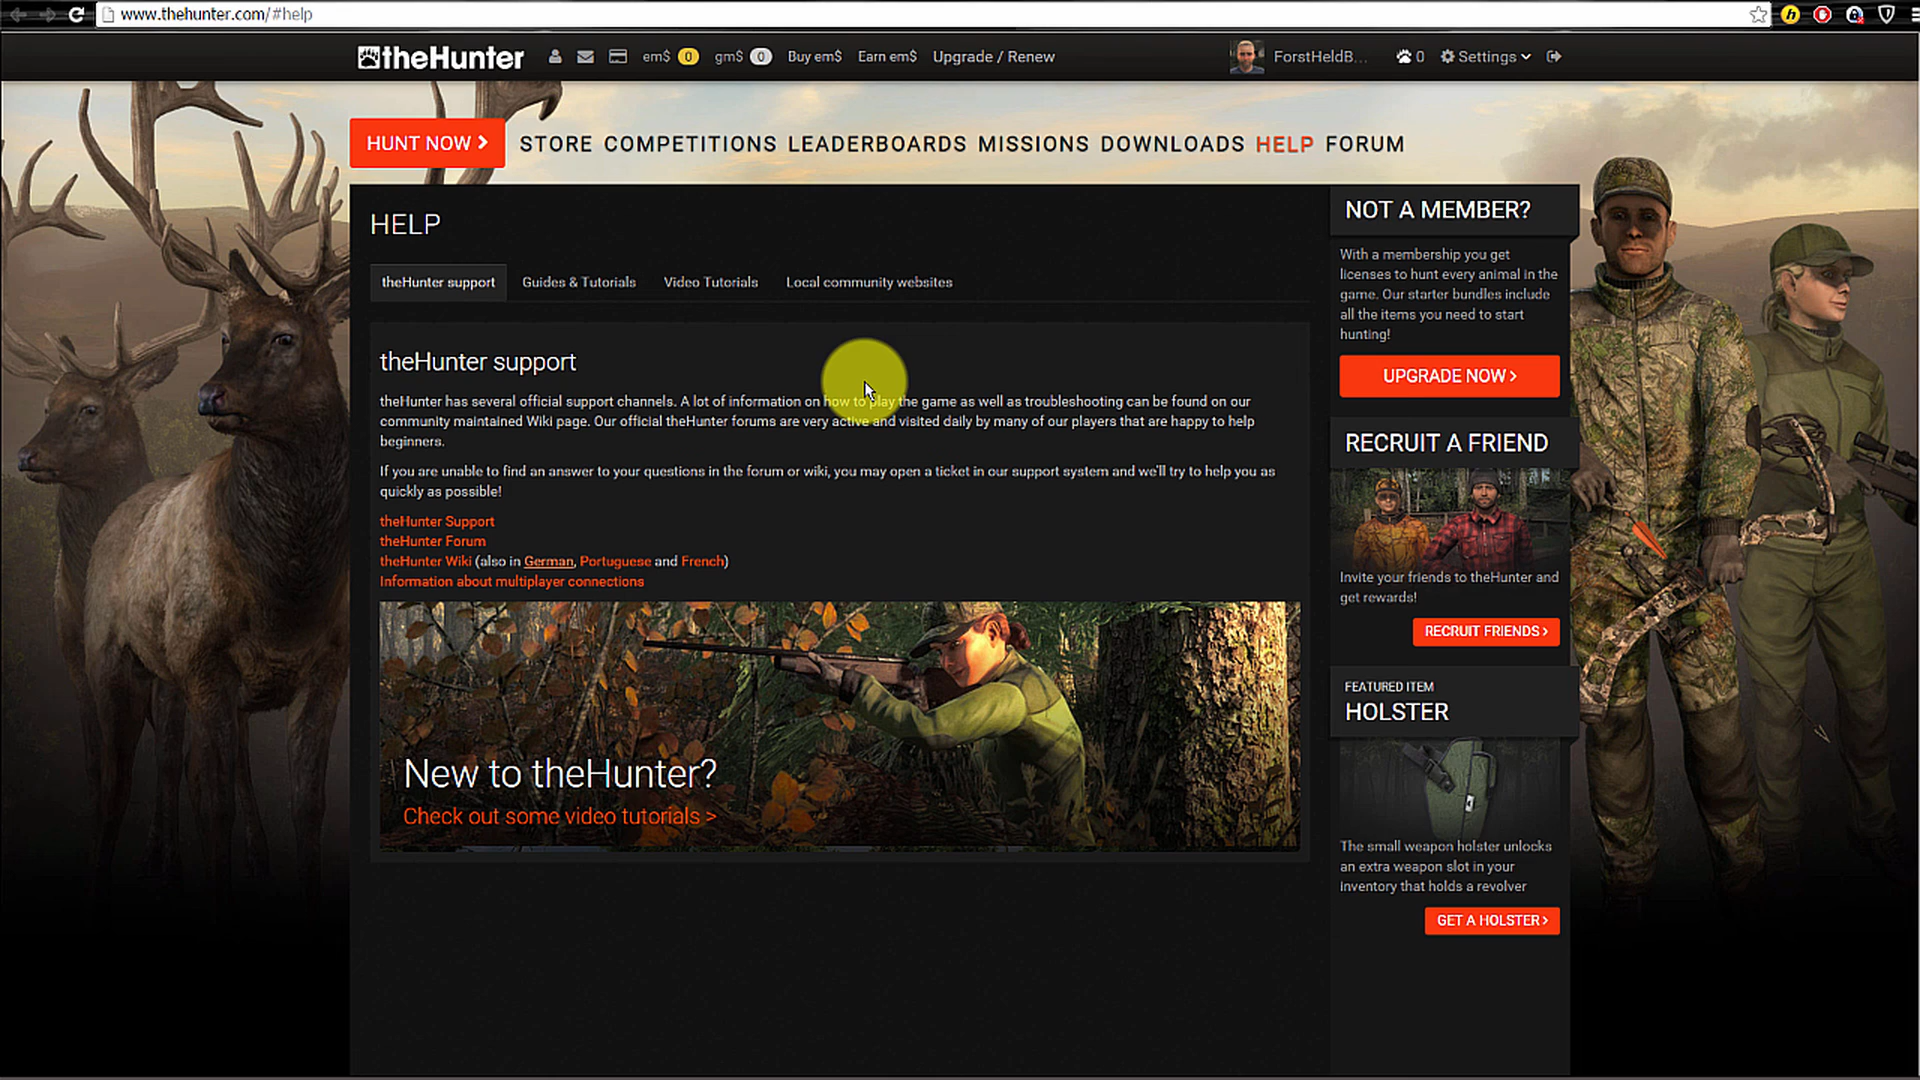 www.thehunter.com/#help
theHunter em$ 0 gm$ 0 Buy em$ Earn em$ Upgrade / Renew ForstHeldB... 0 Settings
HUNT NOW > STORE COMPETITIONS LEADERBOARDS MISSIONS DOWNLOADS HELP FORUM
HELP
theHunter support Guides & Tutorials Video Tutorials Local community websites
theHunter support
theHunter has several official support channels. A lot of information on how to play the game as well as troubleshooting can be found on our
community maintained Wiki page. Our official theHunter forums are very active and visited daily by many of our players that are happy to help
beginners.
If you are unable to find an answer to your questions in the forum or wiki, you may open a ticket in our support system and we'll try to help you as
quickly as possible!
theHunter Support
theHunter Forum
theHunter Wiki (also in German, Portuguese and French)
Information about multiplayer connections
New to theHunter?
Check out some video tutorials >
NOT A MEMBER?
With a membership you get
licenses to hunt every animal in the
game. Our starter bundles include
all the items you need to start
hunting!
UPGRADE NOW >
RECRUIT A FRIEND
Invite your friends to theHunter and
get rewards!
RECRUIT FRIENDS >
FEATURED ITEM
HOLSTER
The small weapon holster unlocks
an extra weapon slot in your
inventory that holds a revolver
GET A HOLSTER >